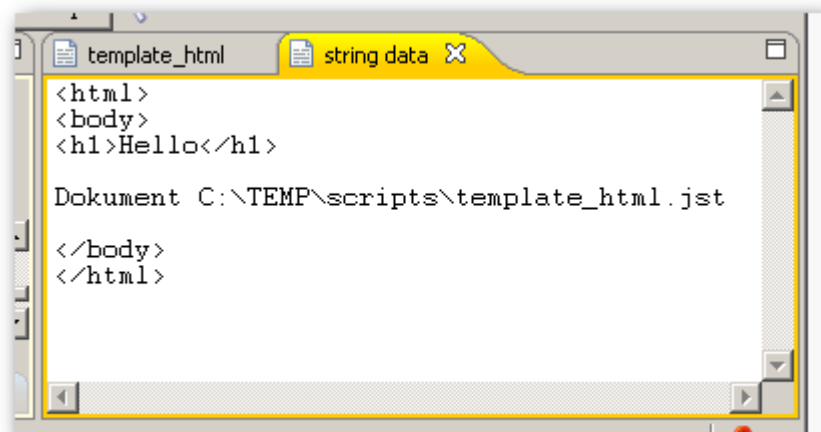 template_html
string data
<html>
<body>
<h1>Hello</h1>
Dokument C:\TEMP\scripts\template_html.jst
</body>
</html>